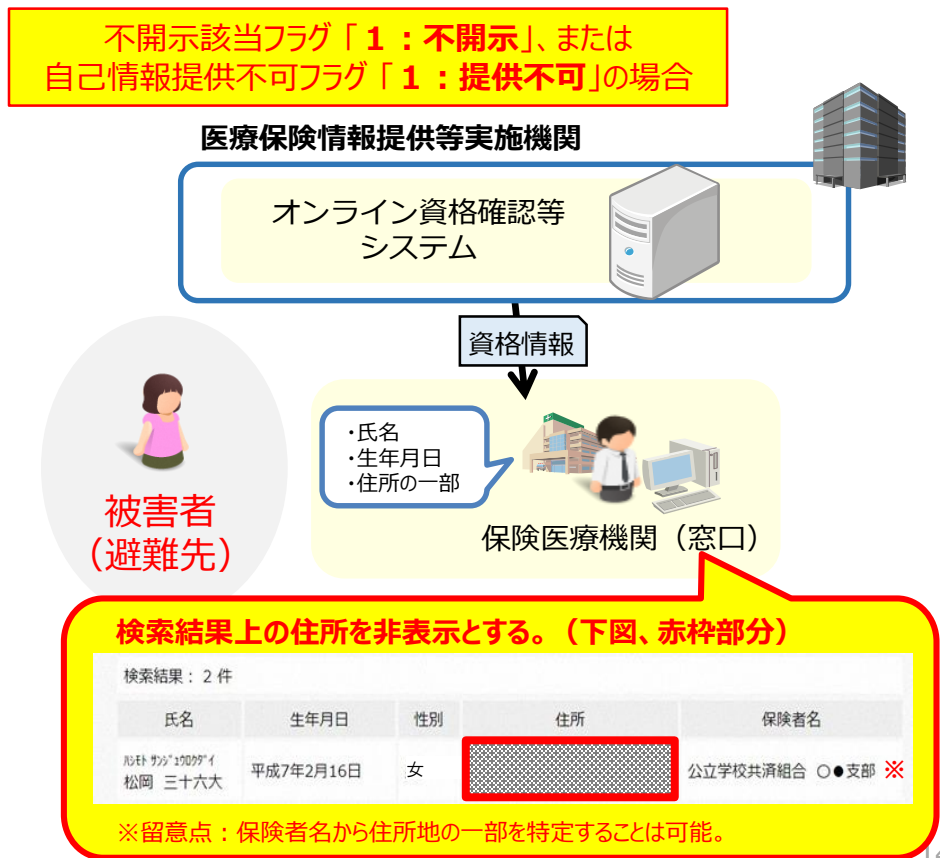 不開示該当フラグ「１：不開示」、または
自己情報提供不可フラグ「１：提供不可」の場合
医療保険情報提供等実施機関
オンライン資格確認等
システム
資格情報
・氏名
・生年月日
・住所の一部
保険医療機関（窓口）
被害者
（避難先）
検索結果上の住所を非表示とする。（下図、赤枠部分）
検索結果： 2 件
氏名 生年月日 性別 住所 保険者名
ﾊｼﾓﾄ ｻﾝｼﾞｭｳﾛｸﾀﾞｲ
松岡 三十六大 平成7年2月16日 女 公立学校共済組合 ○●支部 ※
※留意点：保険者名から住所地の一部を特定することは可能。